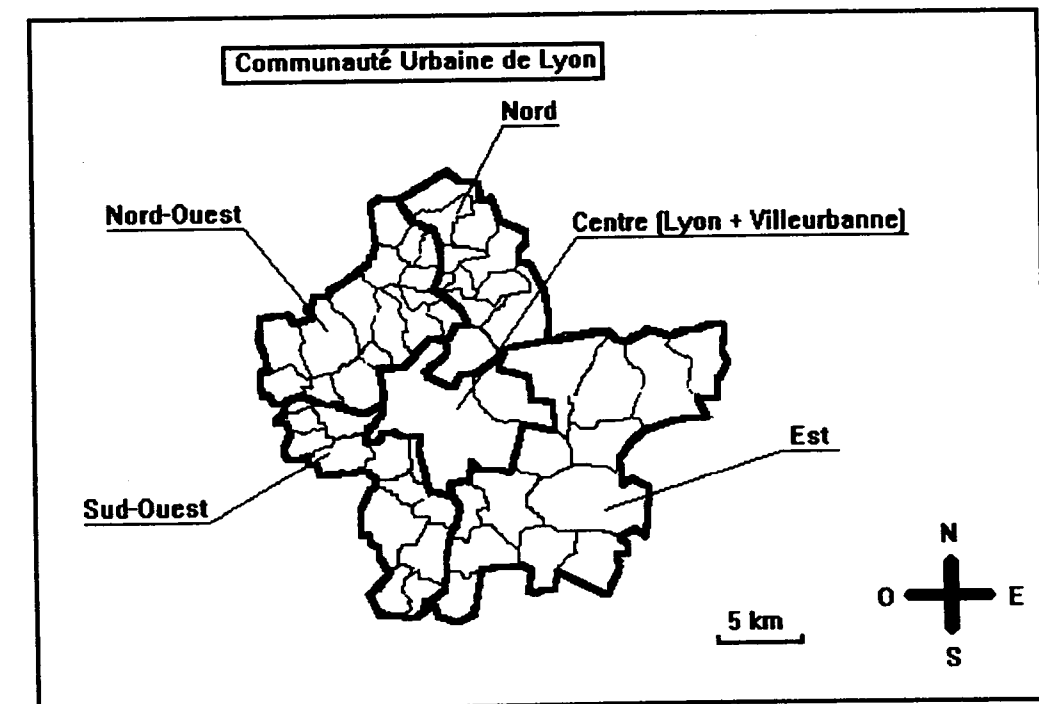 Communauté Urbaine de Lyon
Nord
Nord-Ouest
Centre (Lyon + Villeurbanne)
Est
Sud-Ouest
N
O E
5 km
S